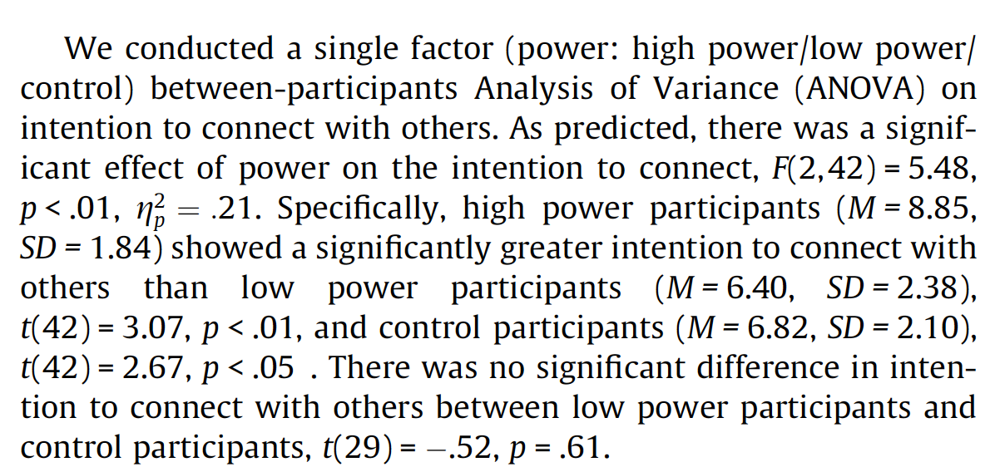 We conducted a single factor (power: high power/low power/
control) between-participants Analysis of Variance (ANOVA) on
intention to connect with others. As predicted, there was a signif-
icant effect of power on the intention to connect, F(2,42) = 5.48,
p < .01, η²ₚ = .21. Specifically, high power participants (M = 8.85,
SD = 1.84) showed a significantly greater intention to connect with
others than low power participants (M = 6.40, SD = 2.38),
t(42) = 3.07, p < .01, and control participants (M = 6.82, SD = 2.10),
t(42) = 2.67, p < .05 . There was no significant difference in inten-
tion to connect with others between low power participants and
control participants, t(29) = −.52, p = .61.